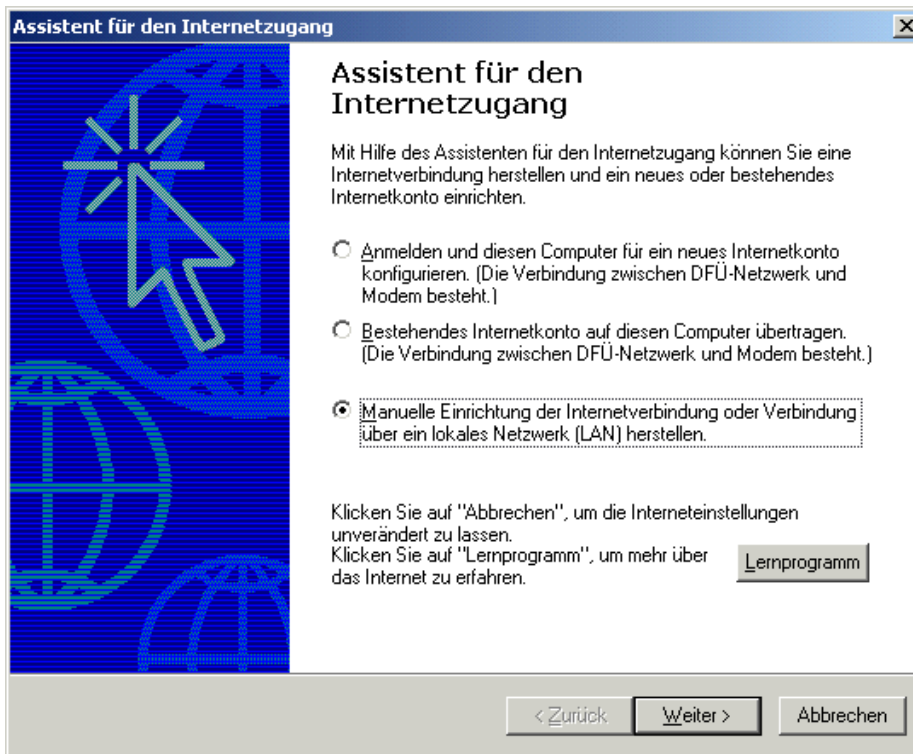 Assistent für den Internetzugang
Assistent für den
Internetzugang
Mit Hilfe des Assistenten für den Internetzugang können Sie eine
Internetverbindung herstellen und ein neues oder bestehendes
Internetkonto einrichten.
Anmelden und diesen Computer für ein neues Internetkonto
konfigurieren. (Die Verbindung zwischen DFÜ-Netzwerk und
Modem besteht.)
Bestehendes Internetkonto auf diesen Computer übertragen.
(Die Verbindung zwischen DFÜ-Netzwerk und Modem besteht.)
Manuelle Einrichtung der Internetverbindung oder Verbindung
über ein lokales Netzwerk (LAN) herstellen.
Klicken Sie auf "Abbrechen", um die Interneteinstellungen
unverändert zu lassen.
Klicken Sie auf "Lernprogramm", um mehr über
das Internet zu erfahren.
Lernprogramm
< Zurück
Weiter >
Abbrechen